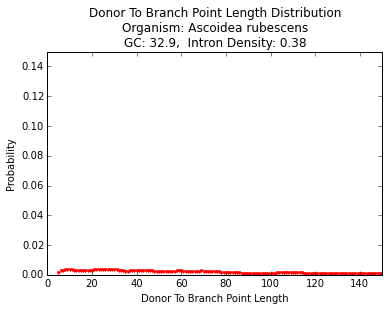 Donor To Branch Point Length Distribution
Organism: Ascoidea rubescens
GC: 32.9,  Intron Density: 0.38
0.14
0.12
0.10
0.08
0.06
0.04
0.02
0.00
Probability
0 20 40 60 80 100 120 140
Donor To Branch Point Length